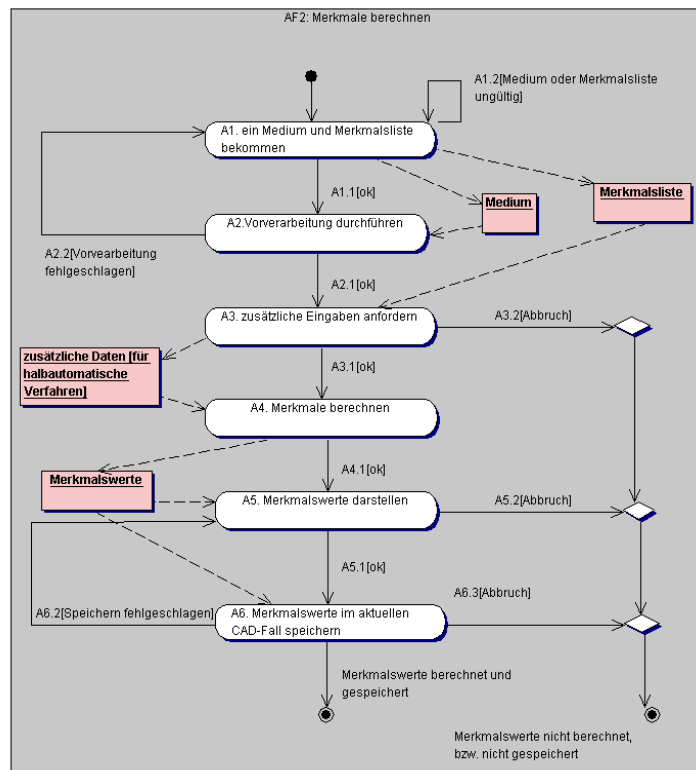 AF2: Merkmale berechnen
A1.2[Medium oder Merkmalsliste
ungültig]
A1. ein Medium und Merkmalsliste
bekommen
A1.1[ok]
Medium
Merkmalsliste
A2.Vorverarbeitung durchführen
A2.2[Vorvearbeitung
fehlgeschlagen]
A2.1[ok]
A3. zusätzliche Eingaben anfordern
A3.2[Abbruch]
zusätzliche Daten [für
halbautomatische
Verfahren]
A3.1[ok]
A4. Merkmale berechnen
A4.1[ok]
Merkmalswerte
A5. Merkmalswerte darstellen
A5.2[Abbruch]
A5.1[ok]
A6.3[Abbruch]
A6.2[Speichern fehlgeschlagen]
A6. Merkmalswerte im aktuellen
CAD-Fall speichern
Merkmalswerte berechnet und
gespeichert
Merkmalswerte nicht berechnet,
bzw. nicht gespeichert